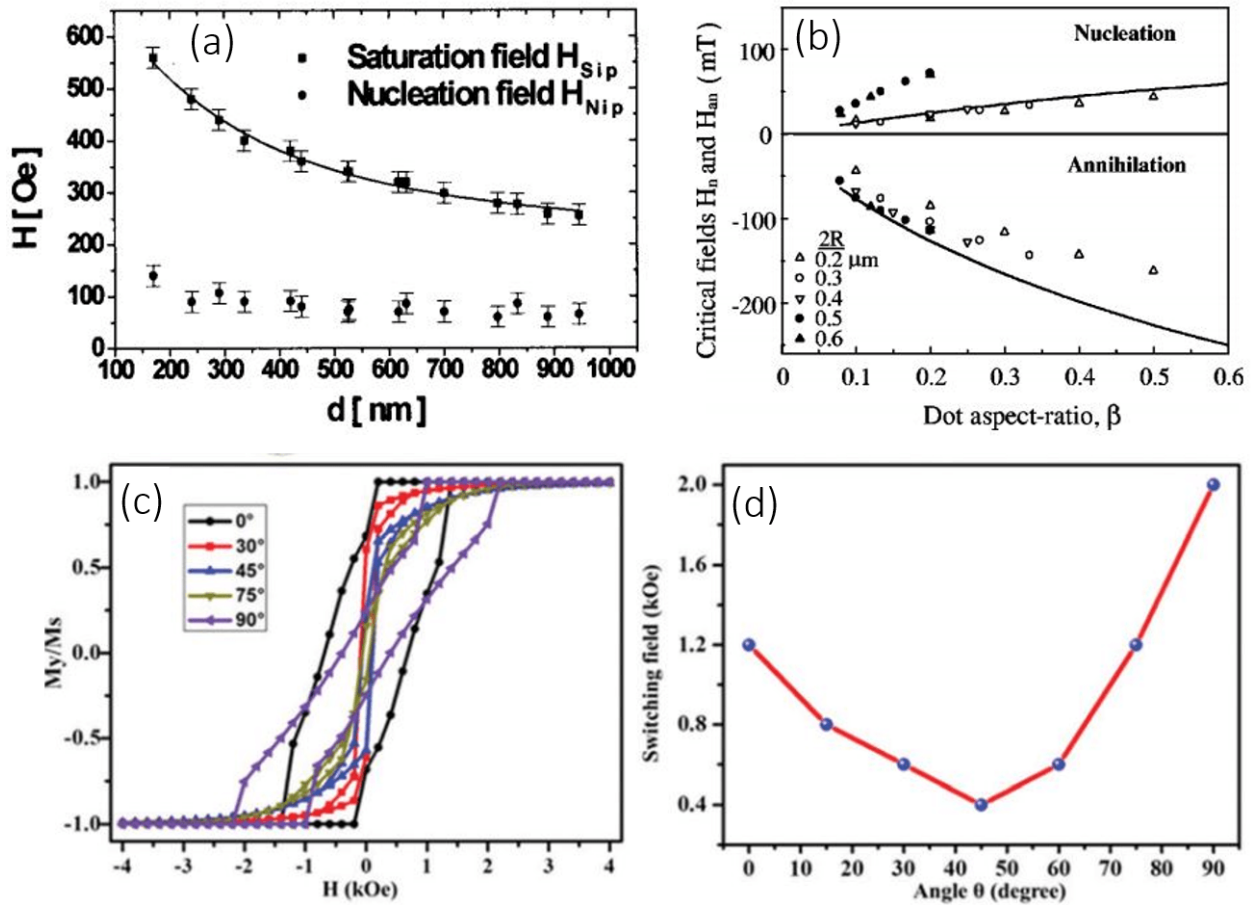 (a)
Saturation field H_Sip
Nucleation field H_Nip
600
500
400
300
200
100
0
H [Oe]
100 200 300 400 500 600 700 800 900 1000
d [nm]
(b)
Nucleation
Annihilation
100
0
-100
-200
Critical fields H_n and H_an (mT)
2R
0.2 μm
0.3
0.4
0.5
0.6
0 0.1 0.2 0.3 0.4 0.5 0.6
Dot aspect-ratio, β
(c)
0°
30°
45°
75°
90°
1.0
0.5
0.0
-0.5
-1.0
My/Ms
-4 -3 -2 -1 0 1 2 3 4
H (kOe)
(d)
2.0
1.6
1.2
0.8
0.4
Switching field (kOe)
0 10 20 30 40 50 60 70 80 90
Angle θ (degree)